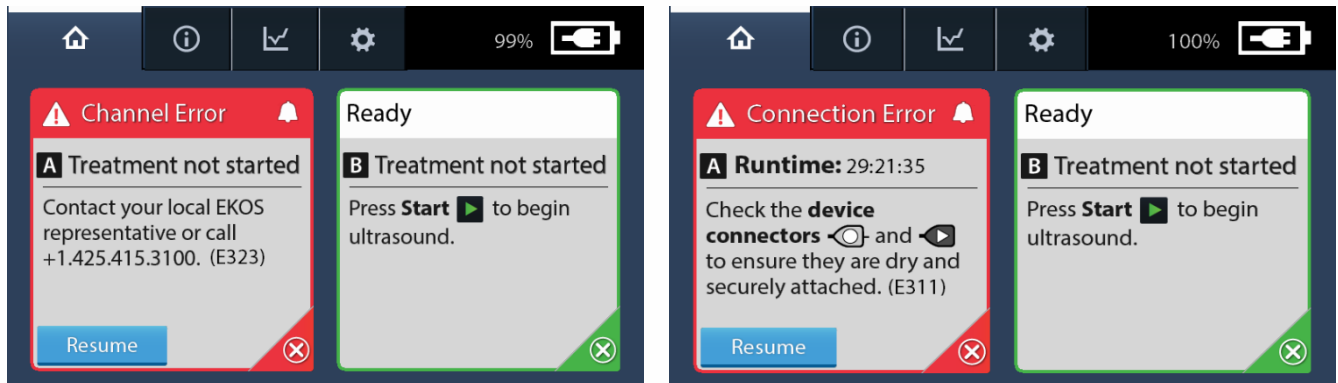 99%
Channel Error
A Treatment not started
Contact your local EKOS
representative or call
+1.425.415.3100. (E323)
Resume
Ready
B Treatment not started
Press Start to begin
ultrasound.
100%
Connection Error
A Runtime: 29:21:35
Check the device
connectors and
to ensure they are dry and
securely attached. (E311)
Resume
Ready
B Treatment not started
Press Start to begin
ultrasound.